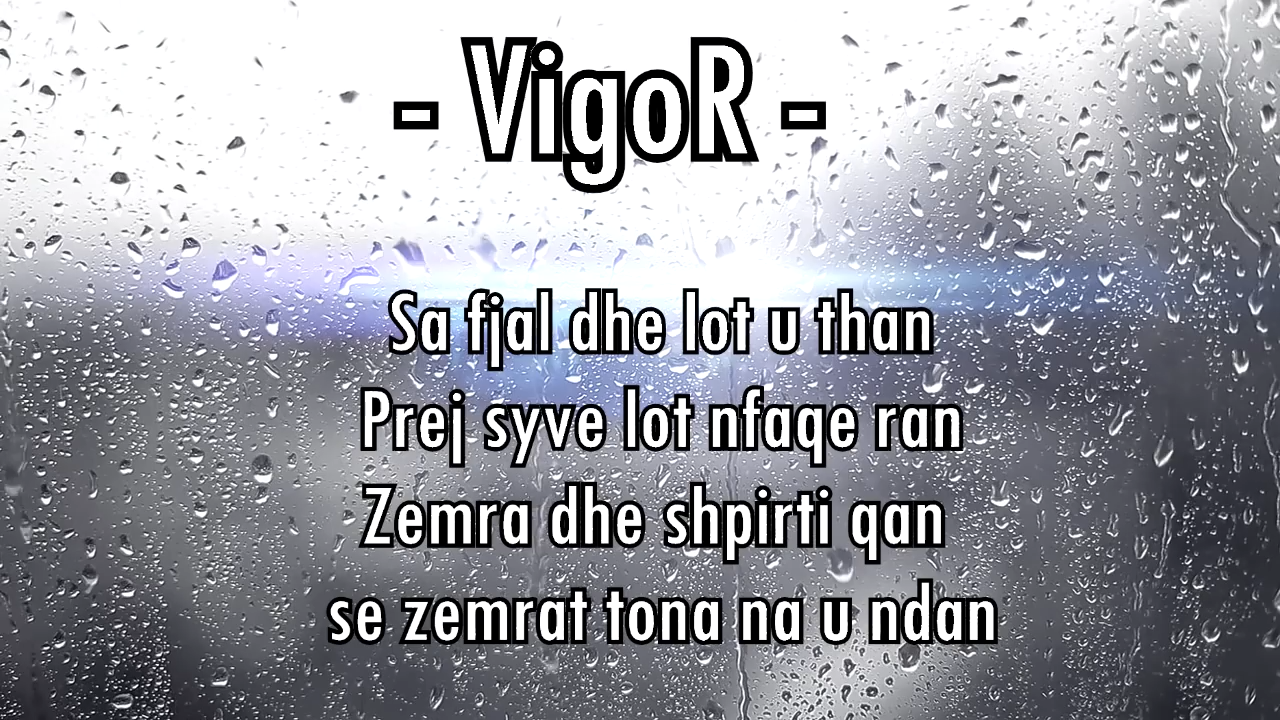 - VigoR -
Sa fjal dhe lot u than
Prej syve lot nfaqe ran
Zemra dhe shpirti qan
se zemrat tona na u ndan